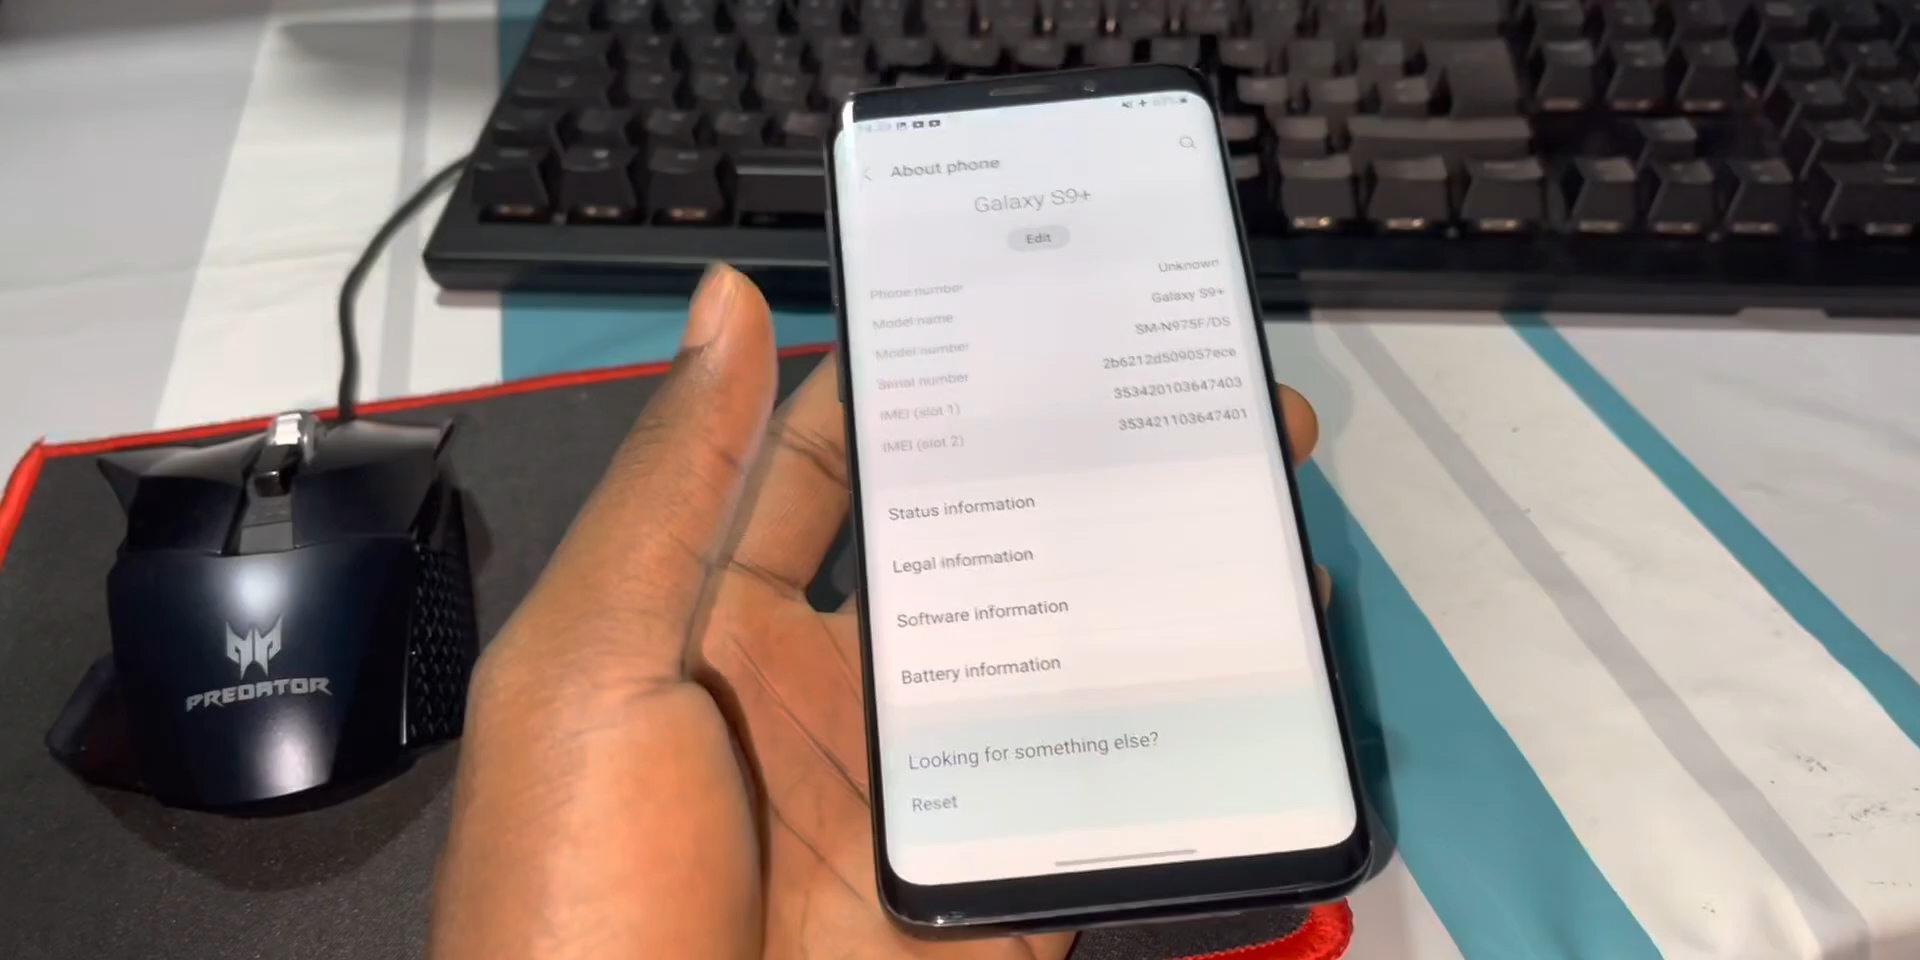 About phone
Galaxy S9+
Edit
Phone number Unknown
Model name Galaxy S9+
Model number SM-N975F/DS
Serial number 2b6212d509057ece
IMEI (slot 1) 353420103647403
IMEI (slot 2) 353421103647401
Status information
Legal information
Software information
Battery information
Looking for something else?
Reset
PREDATOR